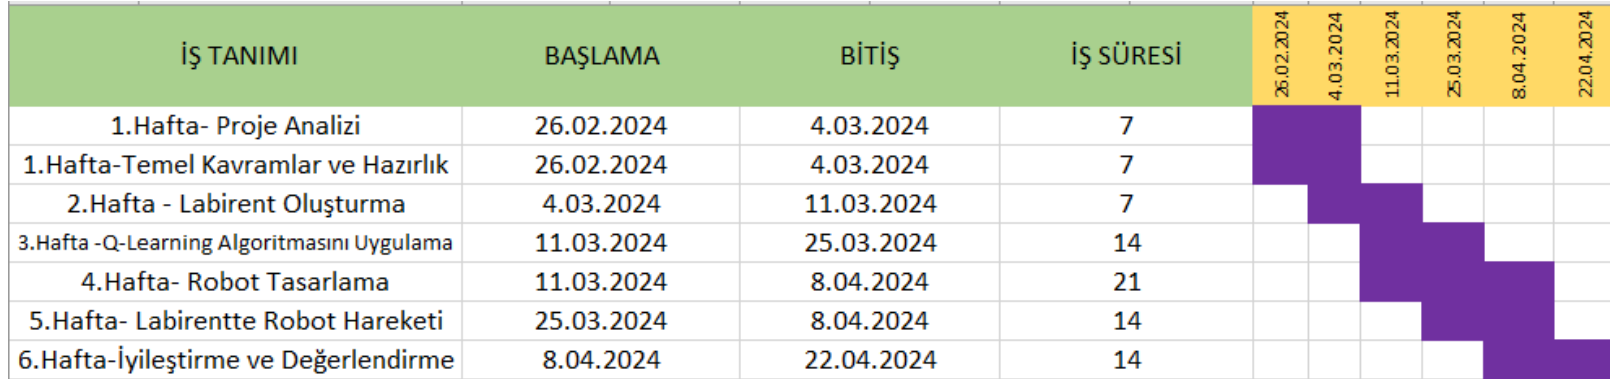 İŞ TANIMI BAŞLAMA BİTİŞ İŞ SÜRESİ 26.02.2024 4.03.2024 11.03.2024 25.03.2024 8.04.2024 22.04.2024
1.Hafta- Proje Analizi 26.02.2024 4.03.2024 7
1.Hafta-Temel Kavramlar ve Hazırlık 26.02.2024 4.03.2024 7
2.Hafta - Labirent Oluşturma 4.03.2024 11.03.2024 7
3.Hafta -Q-Learning Algoritmasını Uygulama 11.03.2024 25.03.2024 14
4.Hafta- Robot Tasarlama 11.03.2024 8.04.2024 21
5.Hafta- Labirentte Robot Hareketi 25.03.2024 8.04.2024 14
6.Hafta-İyileştirme ve Değerlendirme 8.04.2024 22.04.2024 14